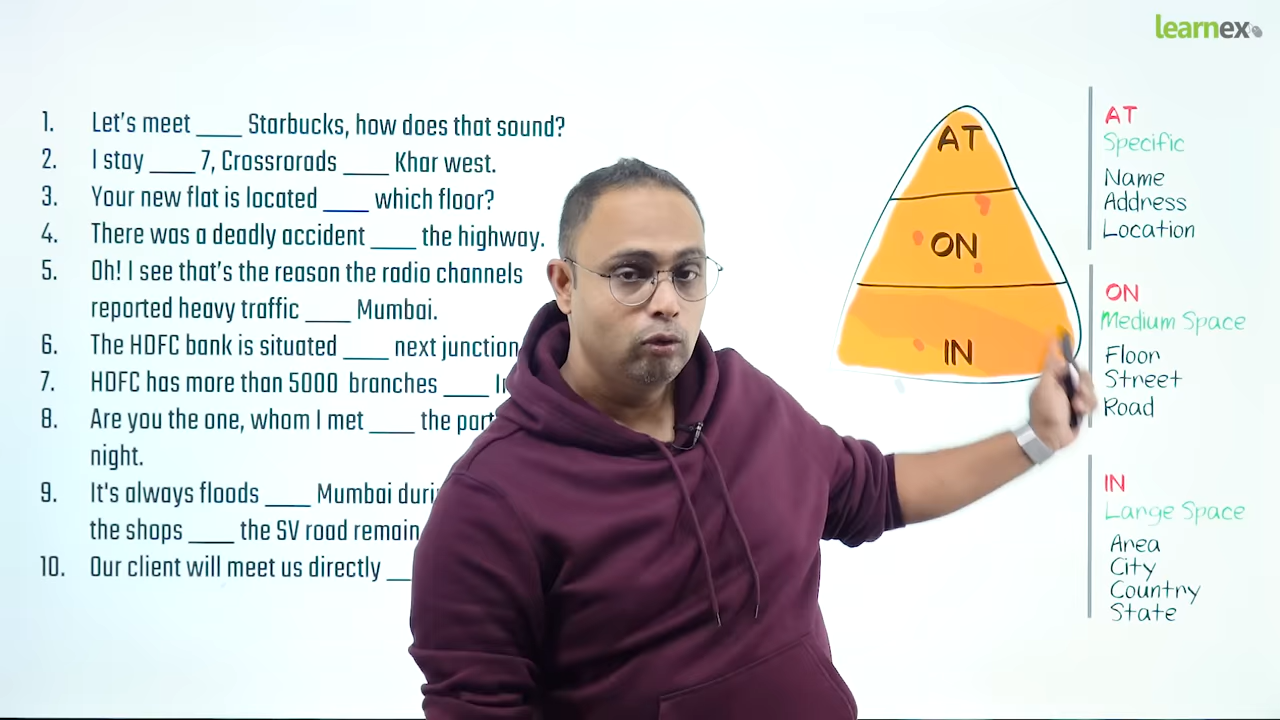 learnex
1. Let's meet ____ Starbucks, how does that sound?
2. I stay ____ 7, Crossrorads ____ Khar west.
3. Your new flat is located ____ which floor?
4. There was a deadly accident ____ the highway.
5. Oh! I see that's the reason the radio channels
reported heavy traffic ____ Mumbai.
6. The HDFC bank is situated ____ next junction
7. HDFC has more than 5000 branches ____
8. Are you the one, whom I met ____ the
night.
9. It's always floods ____ Mumbai
the shops ____ the SV road remain
10. Our client will meet us directly __
AT
ON
IN
AT
Specific
Name
Address
Location
ON
Medium Space
Floor
Street
Road
IN
Large Space
Area
City
Country
State